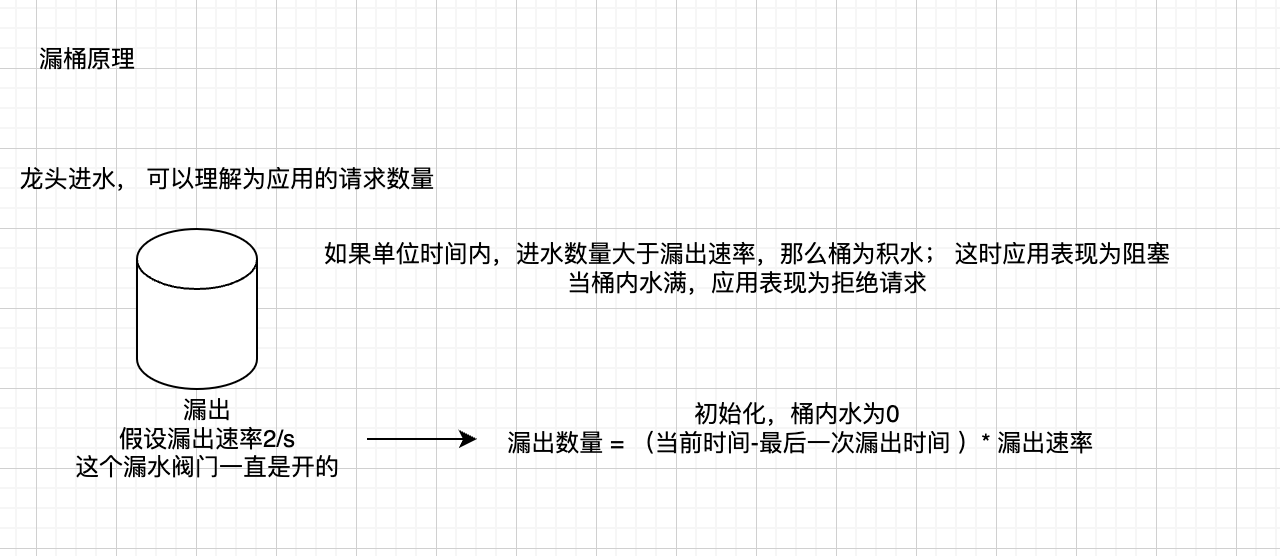 漏桶原理
龙头进水， 可以理解为应用的请求数量
如果单位时间内，进水数量大于漏出速率，那么桶为积水； 这时应用表现为阻塞
当桶内水满，应用表现为拒绝请求
漏出
假设漏出速率2/s
这个漏水阀门一直是开的
初始化，桶内水为0
漏出数量 = （当前时间-最后一次漏出时间 ）* 漏出速率